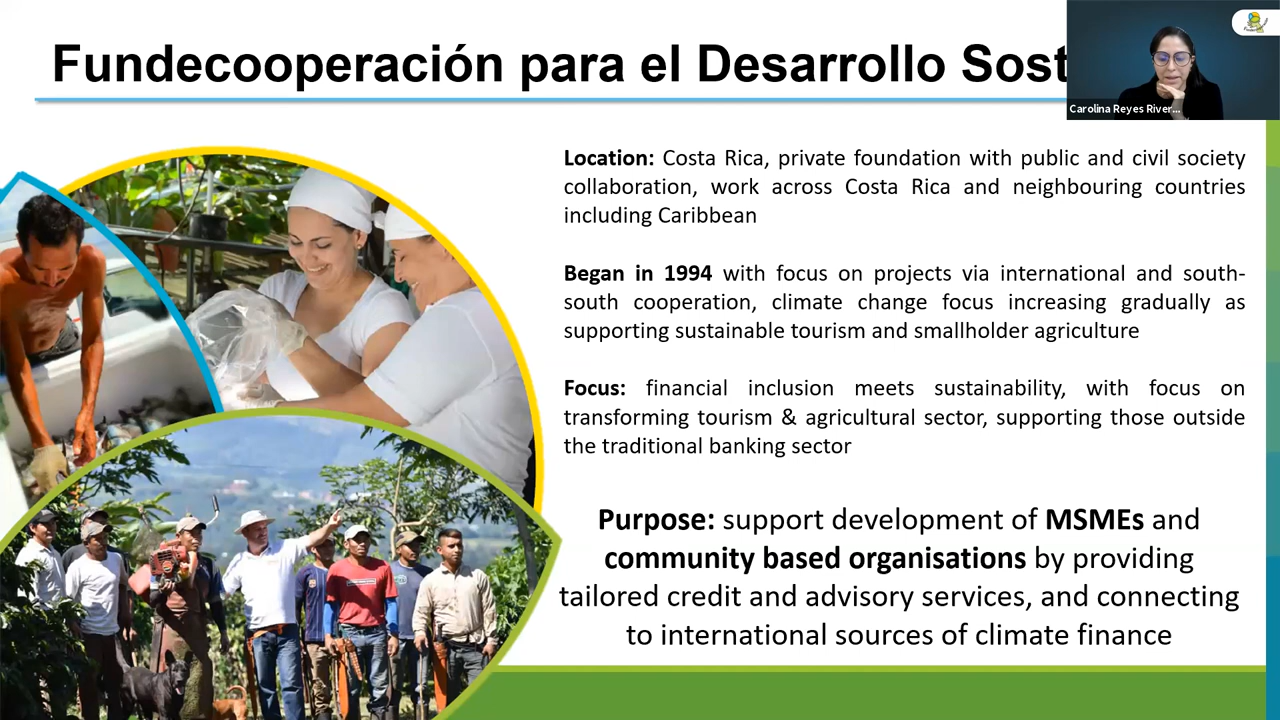 Fundecooperación para el Desarrollo
Carolina Reyes River...
Location: Costa Rica, private foundation with public and civil society
collaboration, work across Costa Rica and neighbouring countries
including Caribbean
Began in 1994 with focus on projects via international and south-
south cooperation, climate change focus increasing gradually as
supporting sustainable tourism and smallholder agriculture
Focus: financial inclusion meets sustainability, with focus on
transforming tourism & agricultural sector, supporting those outside
the traditional banking sector
Purpose: support development of MSMEs and
community based organisations by providing
tailored credit and advisory services, and connecting
to international sources of climate finance